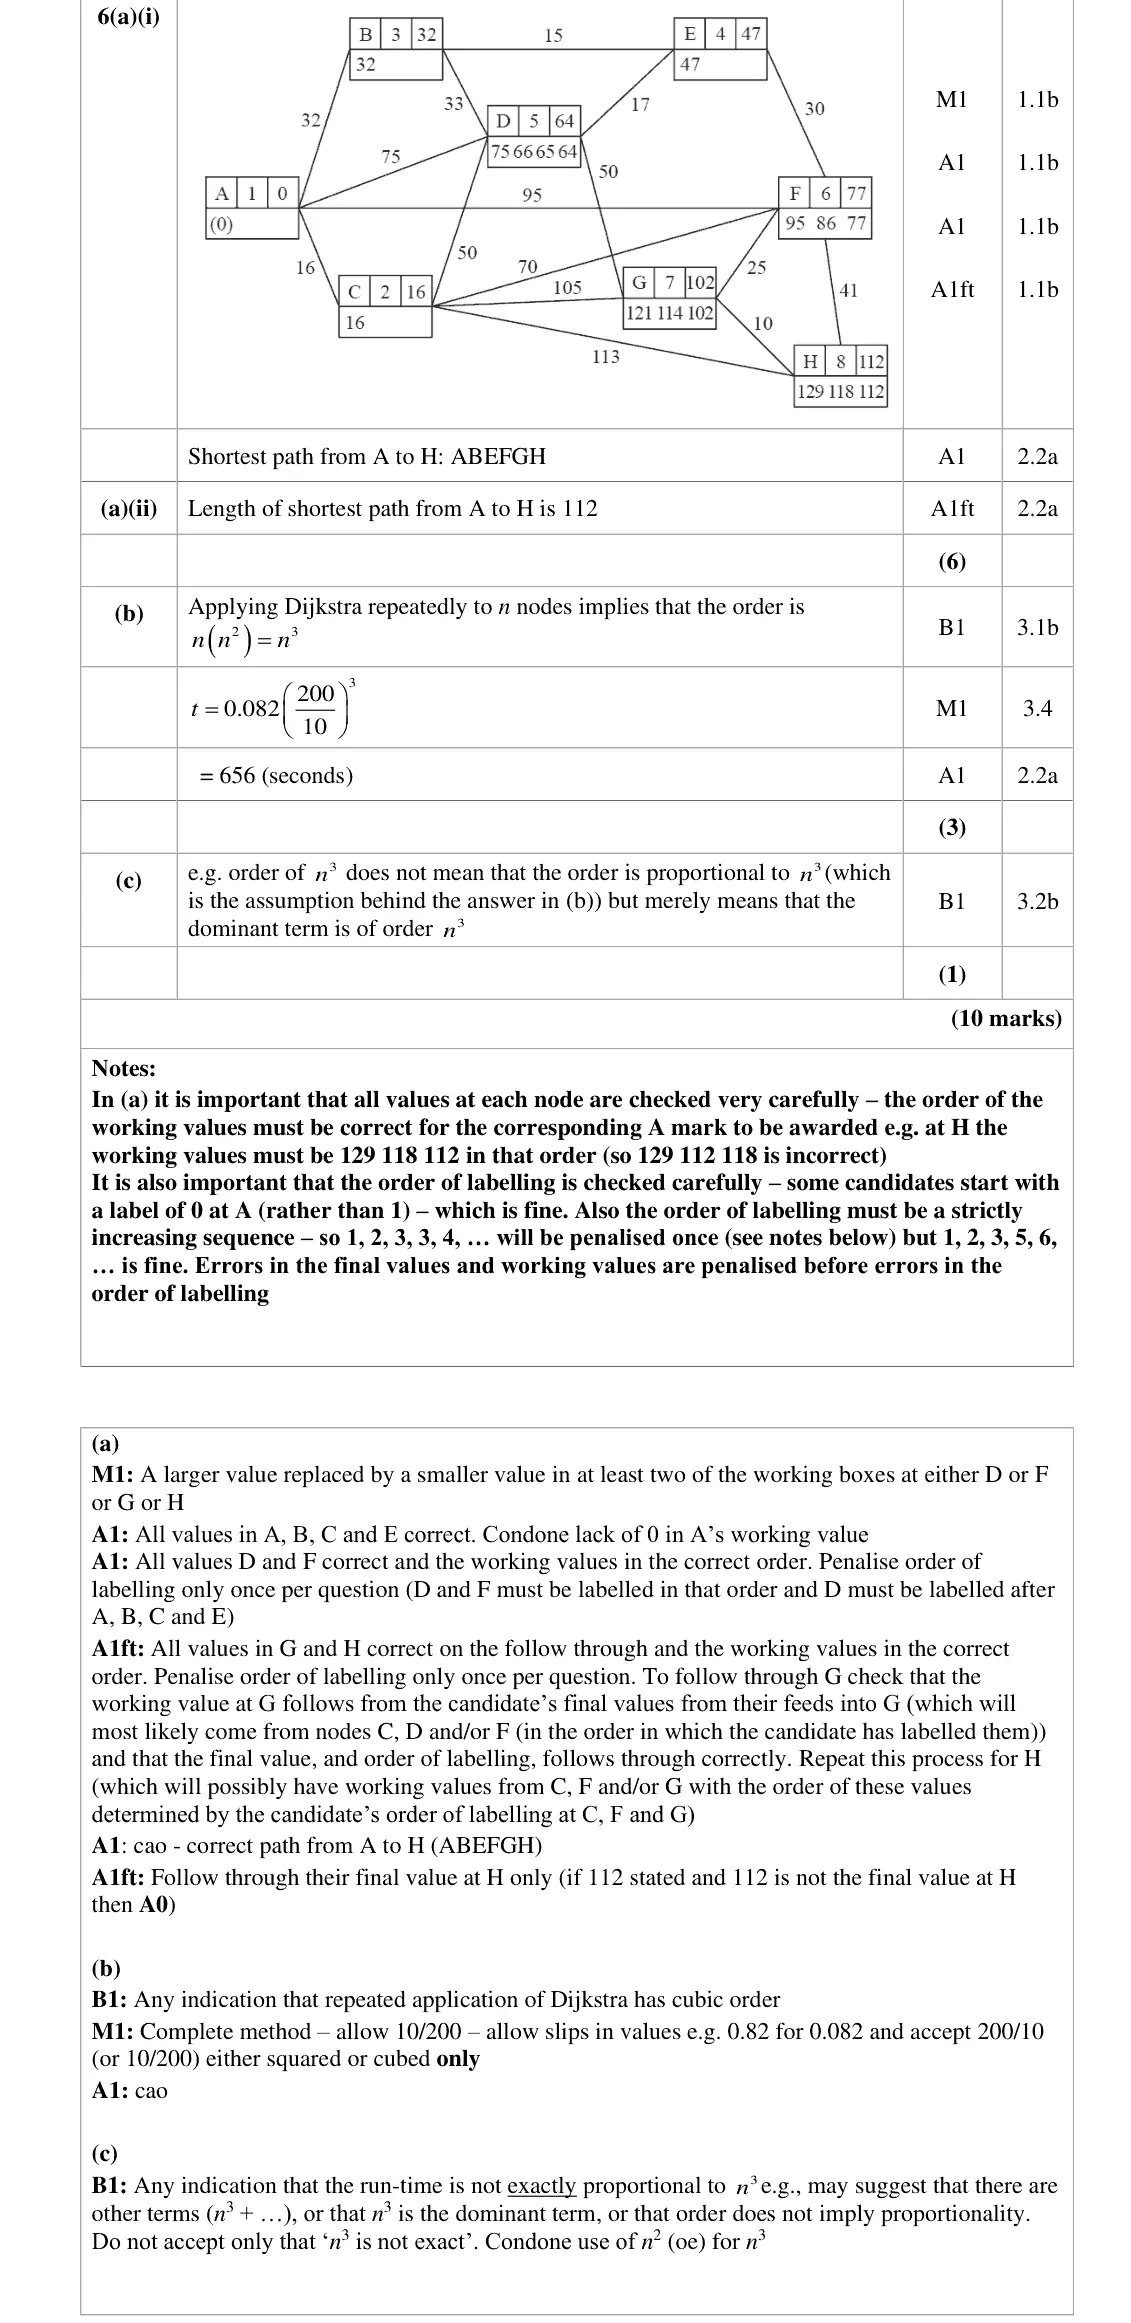 6(a)(i)
B 3 32
32
15
E 4 47
47
33
17
30
32
D 5 64
75 66 65 64
75
50
95
A 1 0
(0)
F 6 77
95 86 77
16
50
70
105
25
C 2 16
16
G 7 102
121 114 102
41
10
113
H 8 112
129 118 112
M1 1.1b
A1 1.1b
A1 1.1b
A1ft 1.1b
Shortest path from A to H: ABEFGH A1 2.2a
(a)(ii) Length of shortest path from A to H is 112 A1ft 2.2a
(6)
(b) Applying Dijkstra repeatedly to n nodes implies that the order is
n(n²) = n³ B1 3.1b
t = 0.082(200/10)³ M1 3.4
= 656 (seconds) A1 2.2a
(3)
(c) e.g. order of n³ does not mean that the order is proportional to n³ (which
is the assumption behind the answer in (b)) but merely means that the B1 3.2b
dominant term is of order n³
(1)
(10 marks)
Notes:
In (a) it is important that all values at each node are checked very carefully – the order of the
working values must be correct for the corresponding A mark to be awarded e.g. at H the
working values must be 129 118 112 in that order (so 129 112 118 is incorrect)
It is also important that the order of labelling is checked carefully – some candidates start with
a label of 0 at A (rather than 1) – which is fine. Also the order of labelling must be a strictly
increasing sequence – so 1, 2, 3, 3, 4, … will be penalised once (see notes below) but 1, 2, 3, 5, 6,
… is fine. Errors in the final values and working values are penalised before errors in the
order of labelling
(a)
M1: A larger value replaced by a smaller value in at least two of the working boxes at either D or F
or G or H
A1: All values in A, B, C and E correct. Condone lack of 0 in A’s working value
A1: All values D and F correct and the working values in the correct order. Penalise order of
labelling only once per question (D and F must be labelled in that order and D must be labelled after
A, B, C and E)
A1ft: All values in G and H correct on the follow through and the working values in the correct
order. Penalise order of labelling only once per question. To follow through G check that the
working value at G follows from the candidate’s final values from their feeds into G (which will
most likely come from nodes C, D and/or F (in the order in which the candidate has labelled them))
and that the final value, and order of labelling, follows through correctly. Repeat this process for H
(which will possibly have working values from C, F and/or G with the order of these values
determined by the candidate’s order of labelling at C, F and G)
A1: cao - correct path from A to H (ABEFGH)
A1ft: Follow through their final value at H only (if 112 stated and 112 is not the final value at H
then A0)
(b)
B1: Any indication that repeated application of Dijkstra has cubic order
M1: Complete method – allow 10/200 – allow slips in values e.g. 0.82 for 0.082 and accept 200/10
(or 10/200) either squared or cubed only
A1: cao
(c)
B1: Any indication that the run-time is not exactly proportional to n³ e.g., may suggest that there are
other terms (n³ + …), or that n³ is the dominant term, or that order does not imply proportionality.
Do not accept only that ‘n³ is not exact’. Condone use of n² (oe) for n³